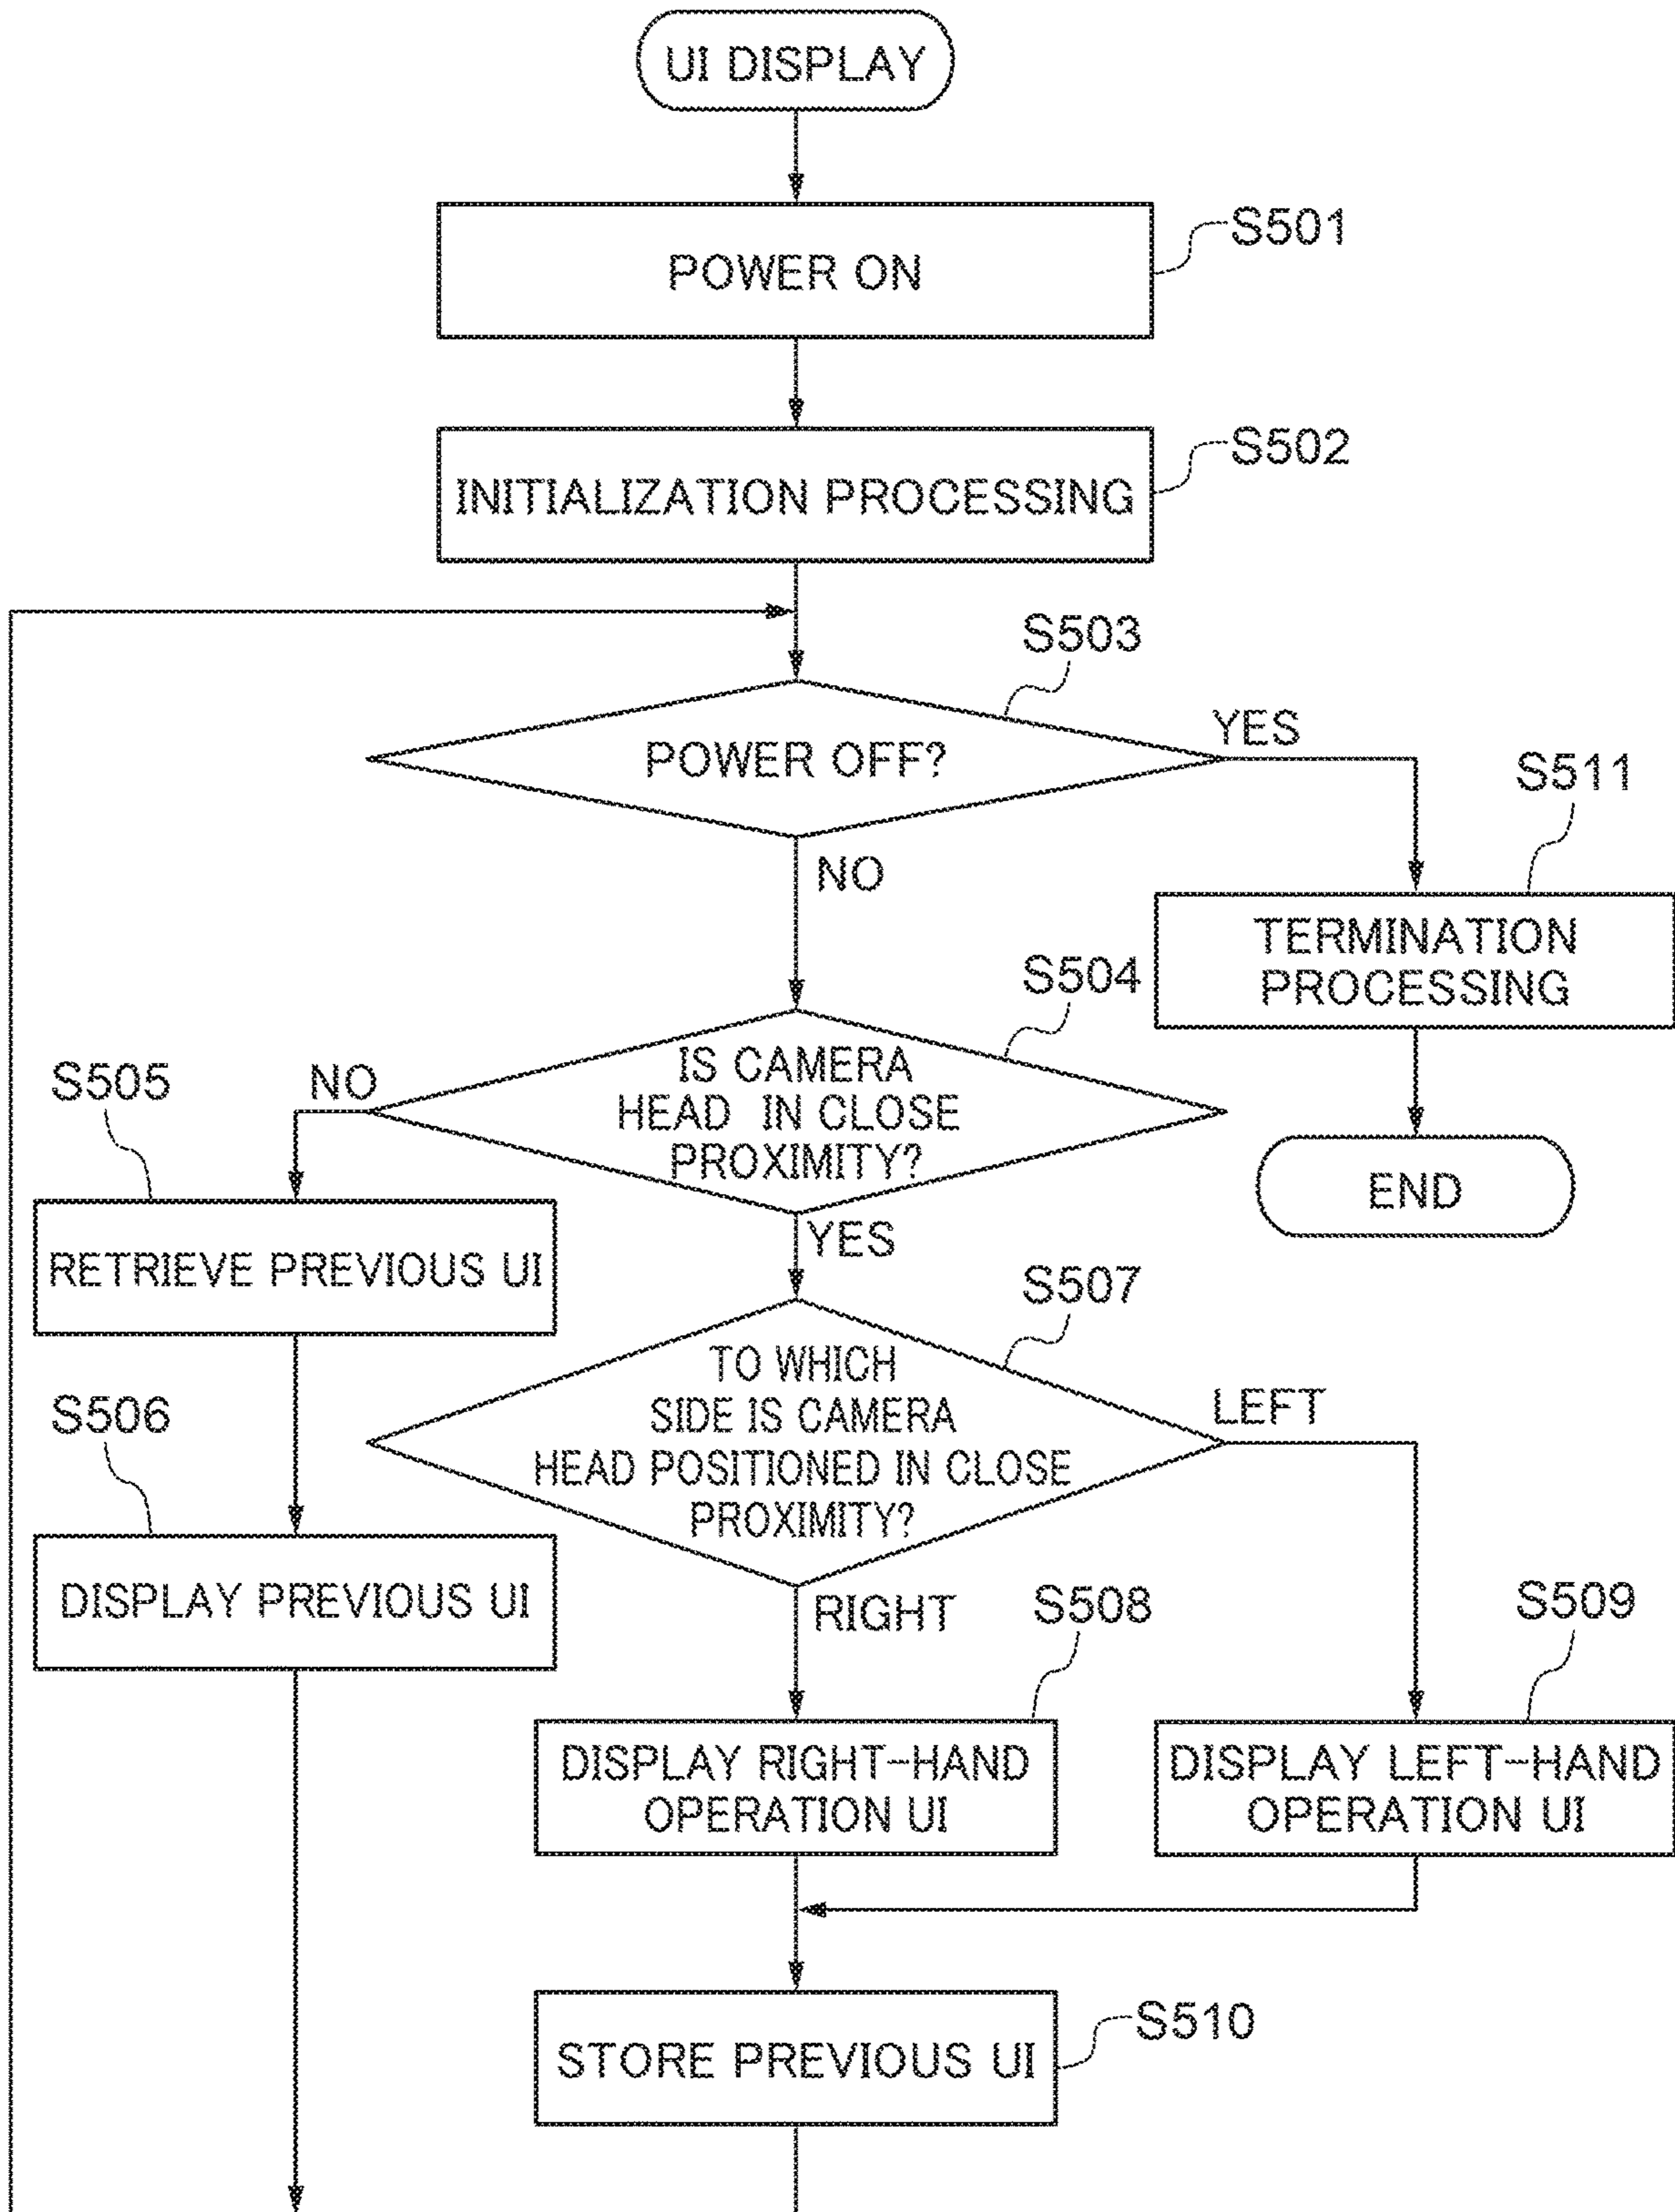 UI DISPLAY
S501
POWER ON
S502
INITIALIZATION PROCESSING
S503
POWER OFF?
YES
NO
S511
TERMINATION
PROCESSING
END
S504
IS CAMERA
HEAD IN CLOSE
PROXIMITY?
NO
YES
S505
RETRIEVE PREVIOUS UI
S506
DISPLAY PREVIOUS UI
S507
TO WHICH
SIDE IS CAMERA
HEAD POSITIONED IN CLOSE
PROXIMITY?
LEFT
RIGHT
S508
DISPLAY RIGHT-HAND
OPERATION UI
S509
DISPLAY LEFT-HAND
OPERATION UI
S510
STORE PREVIOUS UI